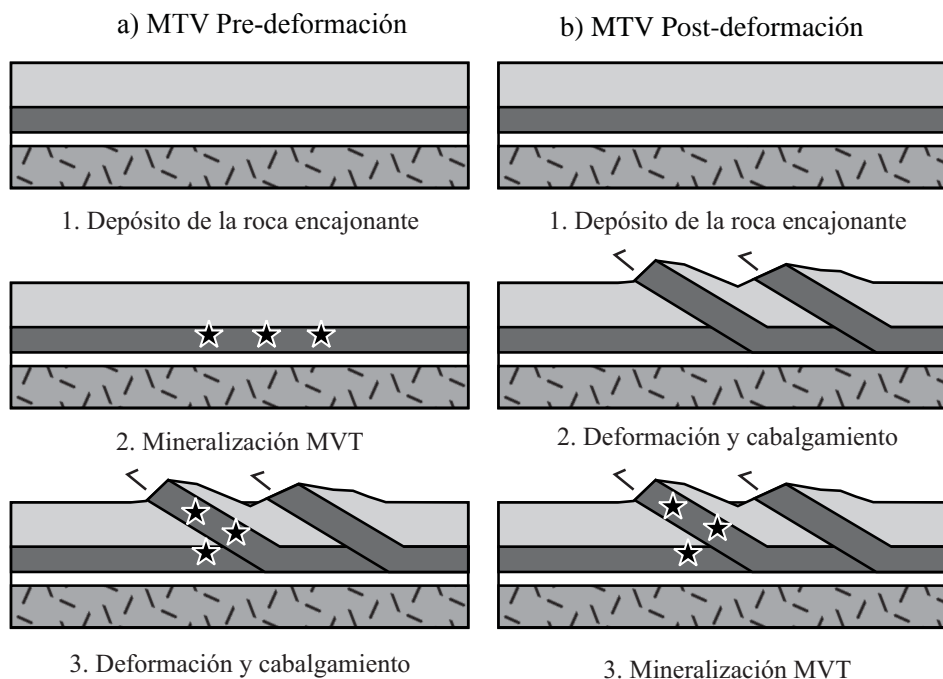 a) MTV Pre-deformación
b) MTV Post-deformación
1. Depósito de la roca encajonante
1. Depósito de la roca encajonante
2. Mineralización MVT
2. Deformación y cabalgamiento
3. Deformación y cabalgamiento
3. Mineralización MVT